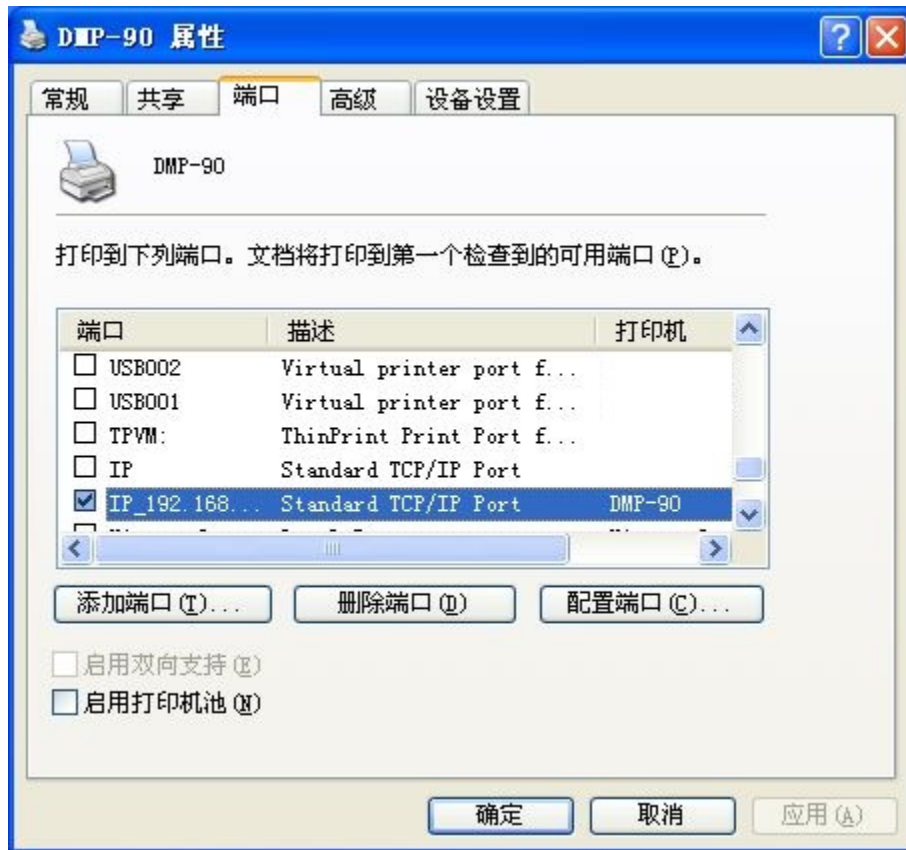 DMP-90 属性
常规 共享 端口 高级 设备设置
DMP-90
打印到下列端口。文档将打印到第一个检查到的可用端口(P)。
端口 描述 打印机
USB002 Virtual printer port f...
USB001 Virtual printer port f...
TPVM: ThinPrint Print Port f...
IP Standard TCP/IP Port
IP_192.168... Standard TCP/IP Port DMP-90
添加端口(T)... 删除端口(D) 配置端口(C)...
启用双向支持(E)
启用打印机池(N)
确定 取消 应用(A)